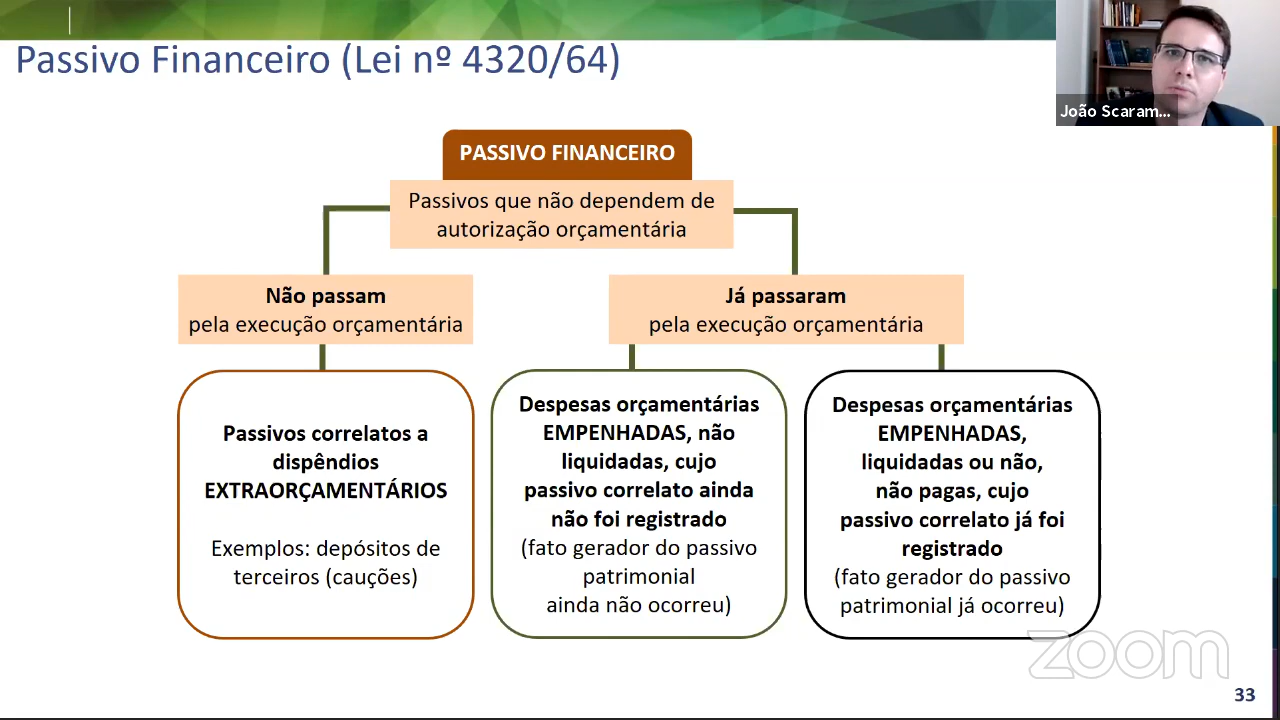 Passivo Financeiro (Lei nº 4320/64)
João Scaram...
PASSIVO FINANCEIRO
Passivos que não dependem de
autorização orçamentária
Não passam
pela execução orçamentária
Já passaram
pela execução orçamentária
Passivos correlatos a
dispêndios
EXTRAORÇAMENTÁRIOS
Exemplos: depósitos de
terceiros (cauções)
Despesas orçamentárias
EMPENHADAS, não
liquidadas, cujo
passivo correlato ainda
não foi registrado
(fato gerador do passivo
patrimonial
ainda não ocorreu)
Despesas orçamentárias
EMPENHADAS,
liquidadas ou não,
não pagas, cujo
passivo correlato já foi
registrado
(fato gerador do passivo
patrimonial já ocorreu)
zoom
33